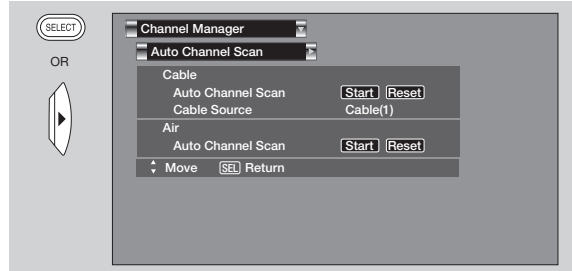 SELECT
OR
Channel Manager
Auto Channel Scan
Cable
Auto Channel Scan Start Reset
Cable Source Cable(1)
Air
Auto Channel Scan Start Reset
Move SEL Return